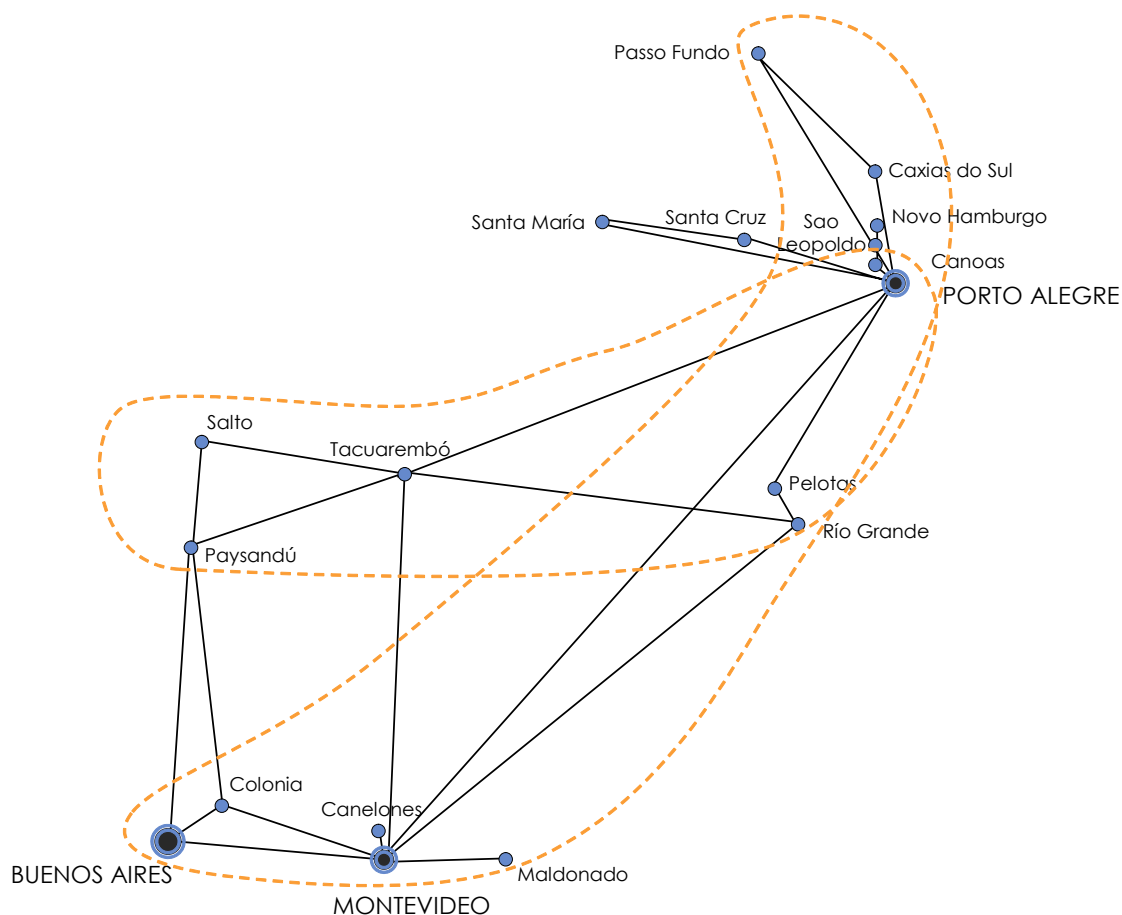 Passo Fundo
Caxias do Sul
Santa María
Santa Cruz
Sao
Leopoldo
Novo Hamburgo
Canoas
PORTO ALEGRE
Salto
Tacuarembó
Pelotas
Río Grande
Paysandú
Colonia
Canelones
BUENOS AIRES
Maldonado
MONTEVIDEO